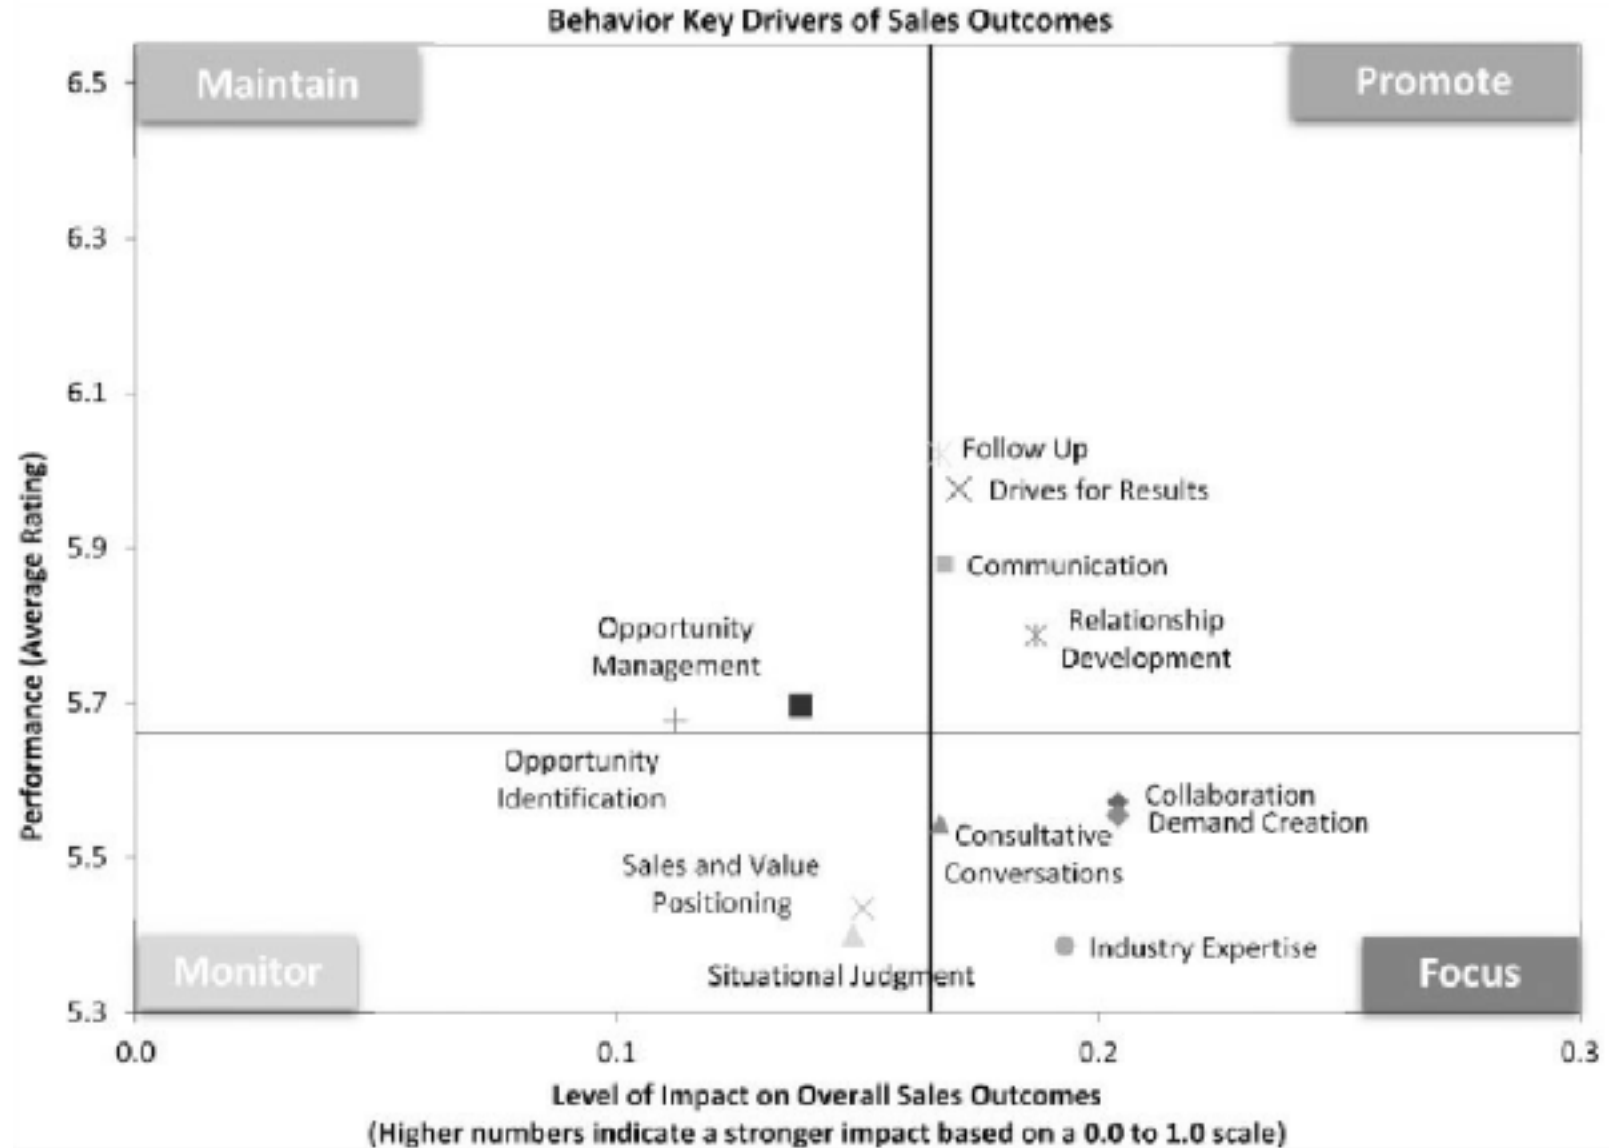 Behavior Key Drivers of Sales Outcomes
Maintain
Promote
6.5
6.3
6.1
5.9
5.7
5.5
5.3
Performance (Average Rating)
Follow Up
Drives for Results
Communication
Relationship
Development
Opportunity
Management
Opportunity
Identification
Collaboration
Demand Creation
Consultative
Conversations
Sales and Value
Positioning
Industry Expertise
Situational Judgment
Monitor
Focus
0.0
0.1
0.2
0.3
Level of Impact on Overall Sales Outcomes
(Higher numbers indicate a stronger impact based on a 0.0 to 1.0 scale)